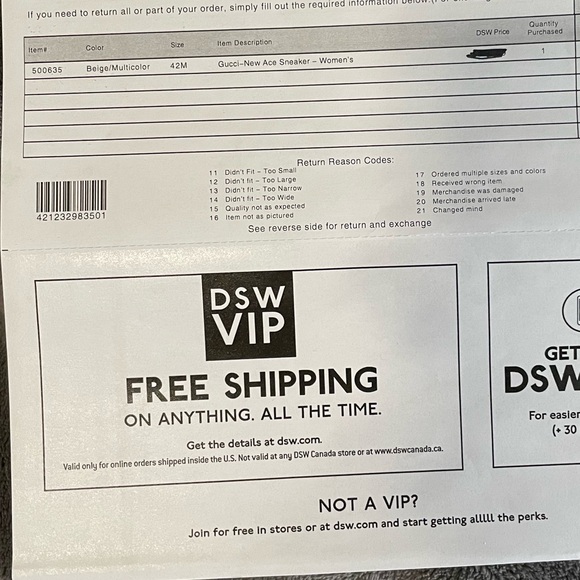 If you need to return all or part of your order, simply fill out the required information below.
Item# Color Size Item Description DSW Price Quantity Purchased
500635 Beige/Multicolor 42M Gucci-New Ace Sneaker – Women's 1
Return Reason Codes:
11 Didn't Fit – Too Small
12 Didn't fit – Too Large
13 Didn't fit – Too Narrow
14 Didn't fit – Too Wide
15 Quality not as expected
16 Item not as pictured
17 Ordered multiple sizes and colors
18 Received wrong item
19 Merchandise was damaged
20 Merchandise arrived late
21 Changed mind
421232983501
See reverse side for return and exchange
DSW
VIP
FREE SHIPPING
ON ANYTHING. ALL THE TIME.
Get the details at dsw.com.
Valid only for online orders shipped inside the U.S. Not valid at any DSW Canada store or at www.dswcanada.ca.
GET
DSW
For easier
(+ 30
NOT A VIP?
Join for free in stores or at dsw.com and start getting alllll the perks.